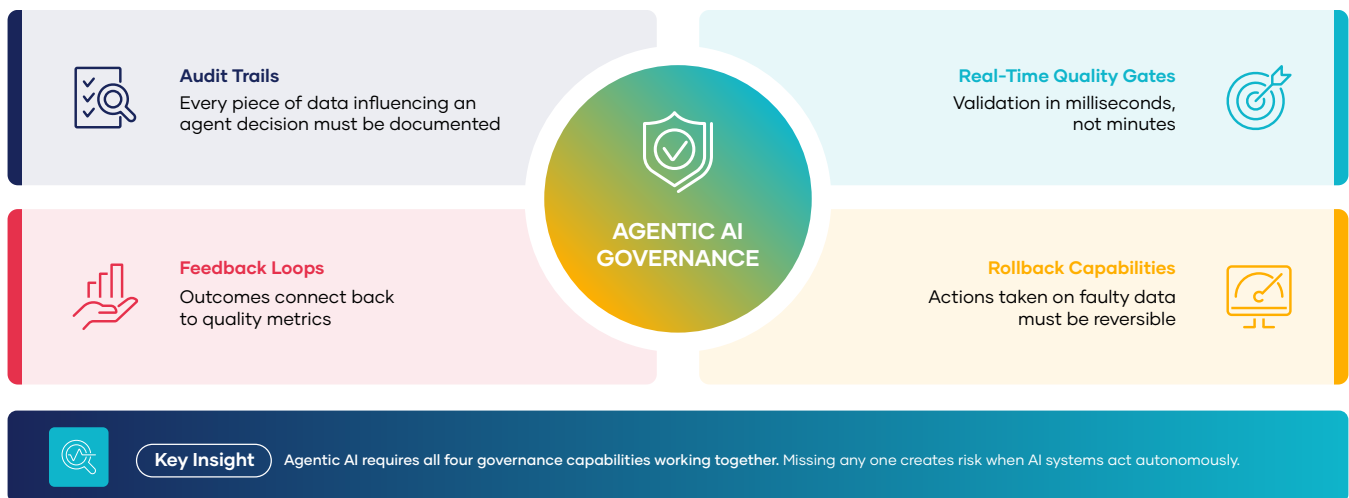 Audit Trails
Every piece of data influencing an
agent decision must be documented
Real-Time Quality Gates
Validation in milliseconds,
not minutes
AGENTIC AI
GOVERNANCE
Feedback Loops
Outcomes connect back
to quality metrics
Rollback Capabilities
Actions taken on faulty data
must be reversible
Key Insight Agentic AI requires all four governance capabilities working together. Missing any one creates risk when AI systems act autonomously.